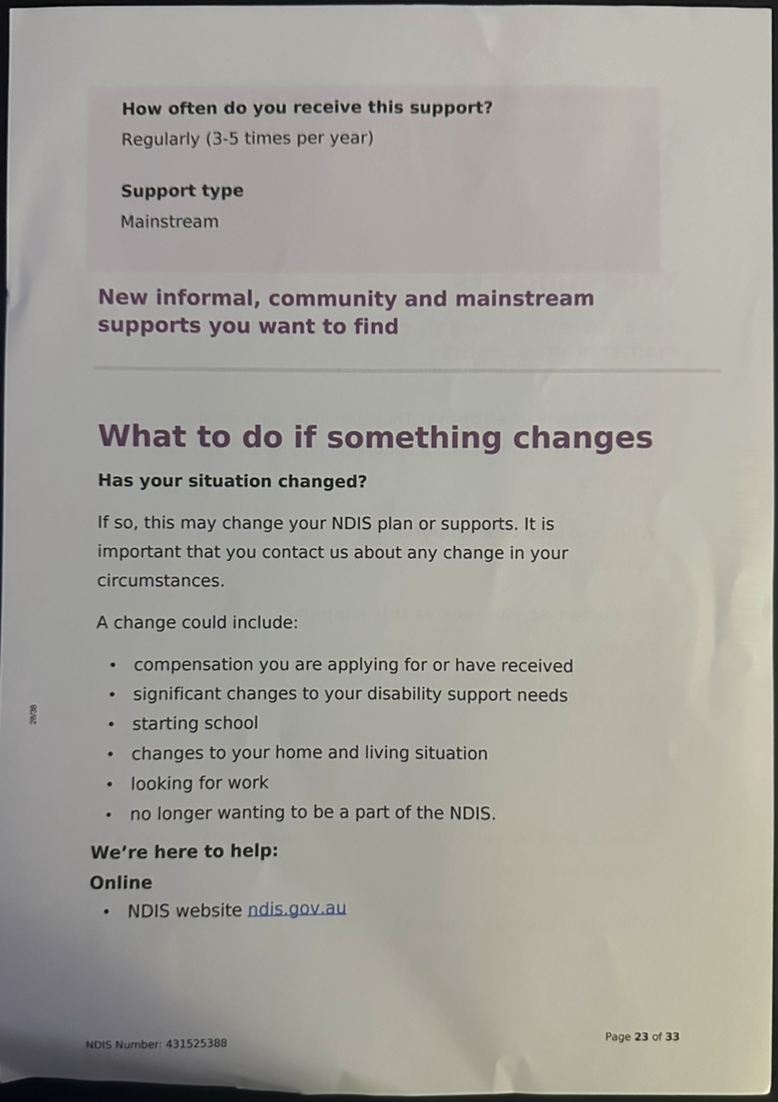 How often do you receive this support?
Regularly (3-5 times per year)
Support type
Mainstream
New informal, community and mainstream
supports you want to find
What to do if something changes
Has your situation changed?
If so, this may change your NDIS plan or supports. It is
important that you contact us about any change in your
circumstances.
A change could include:
• compensation you are applying for or have received
• significant changes to your disability support needs
• starting school
• changes to your home and living situation
• looking for work
• no longer wanting to be a part of the NDIS.
We’re here to help:
Online
• NDIS website ndis.gov.au
NDIS Number: 431525388
Page 23 of 33